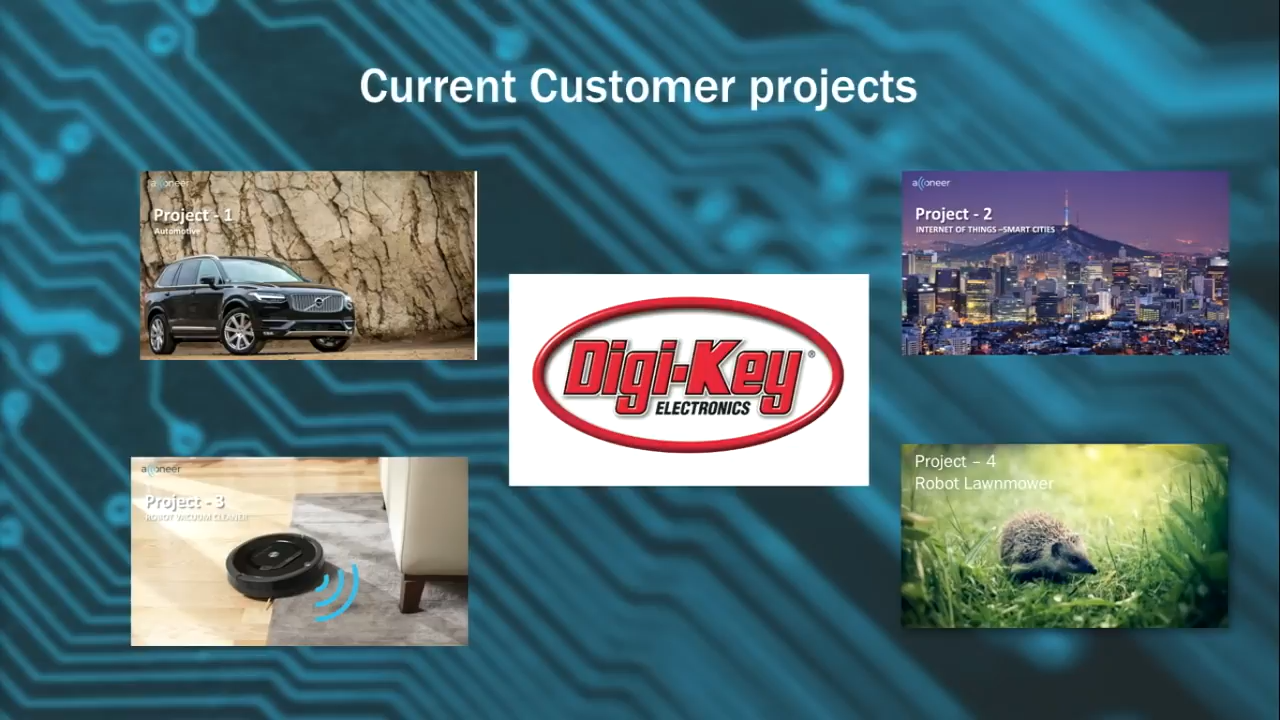 Current Customer projects
acconeer
Project - 1
Automotive
acconeer
Project - 2
INTERNET OF THINGS –SMART CITIES
Digi-Key®
ELECTRONICS
acconeer
Project - 3
ROBOT VACUUM CLEANER
Project – 4
Robot Lawnmower